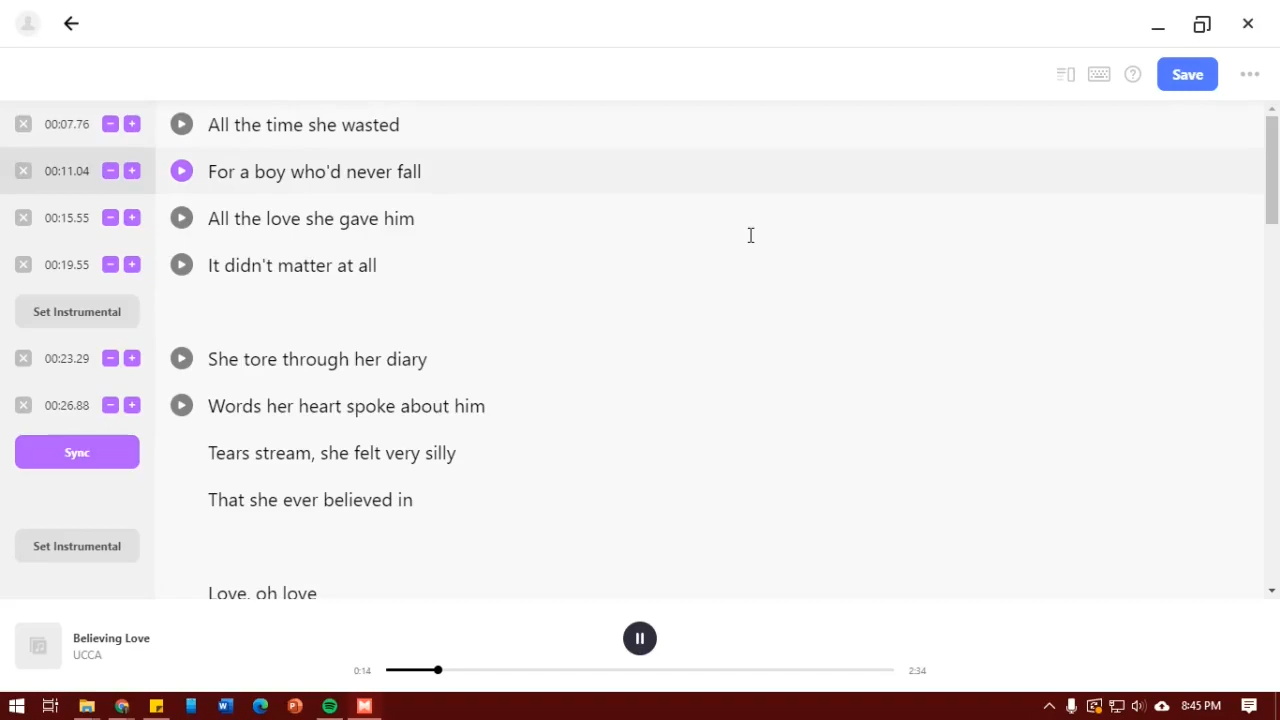 Save
00:07.76 All the time she wasted
00:11.04 For a boy who'd never fall
00:15.55 All the love she gave him
00:19.55 It didn't matter at all
Set Instrumental
00:23.29 She tore through her diary
00:26.88 Words her heart spoke about him
Sync Tears stream, she felt very silly
That she ever believed in
Set Instrumental
Love, oh love
Believing Love
UCCA
0:14 2:34
8:45 PM